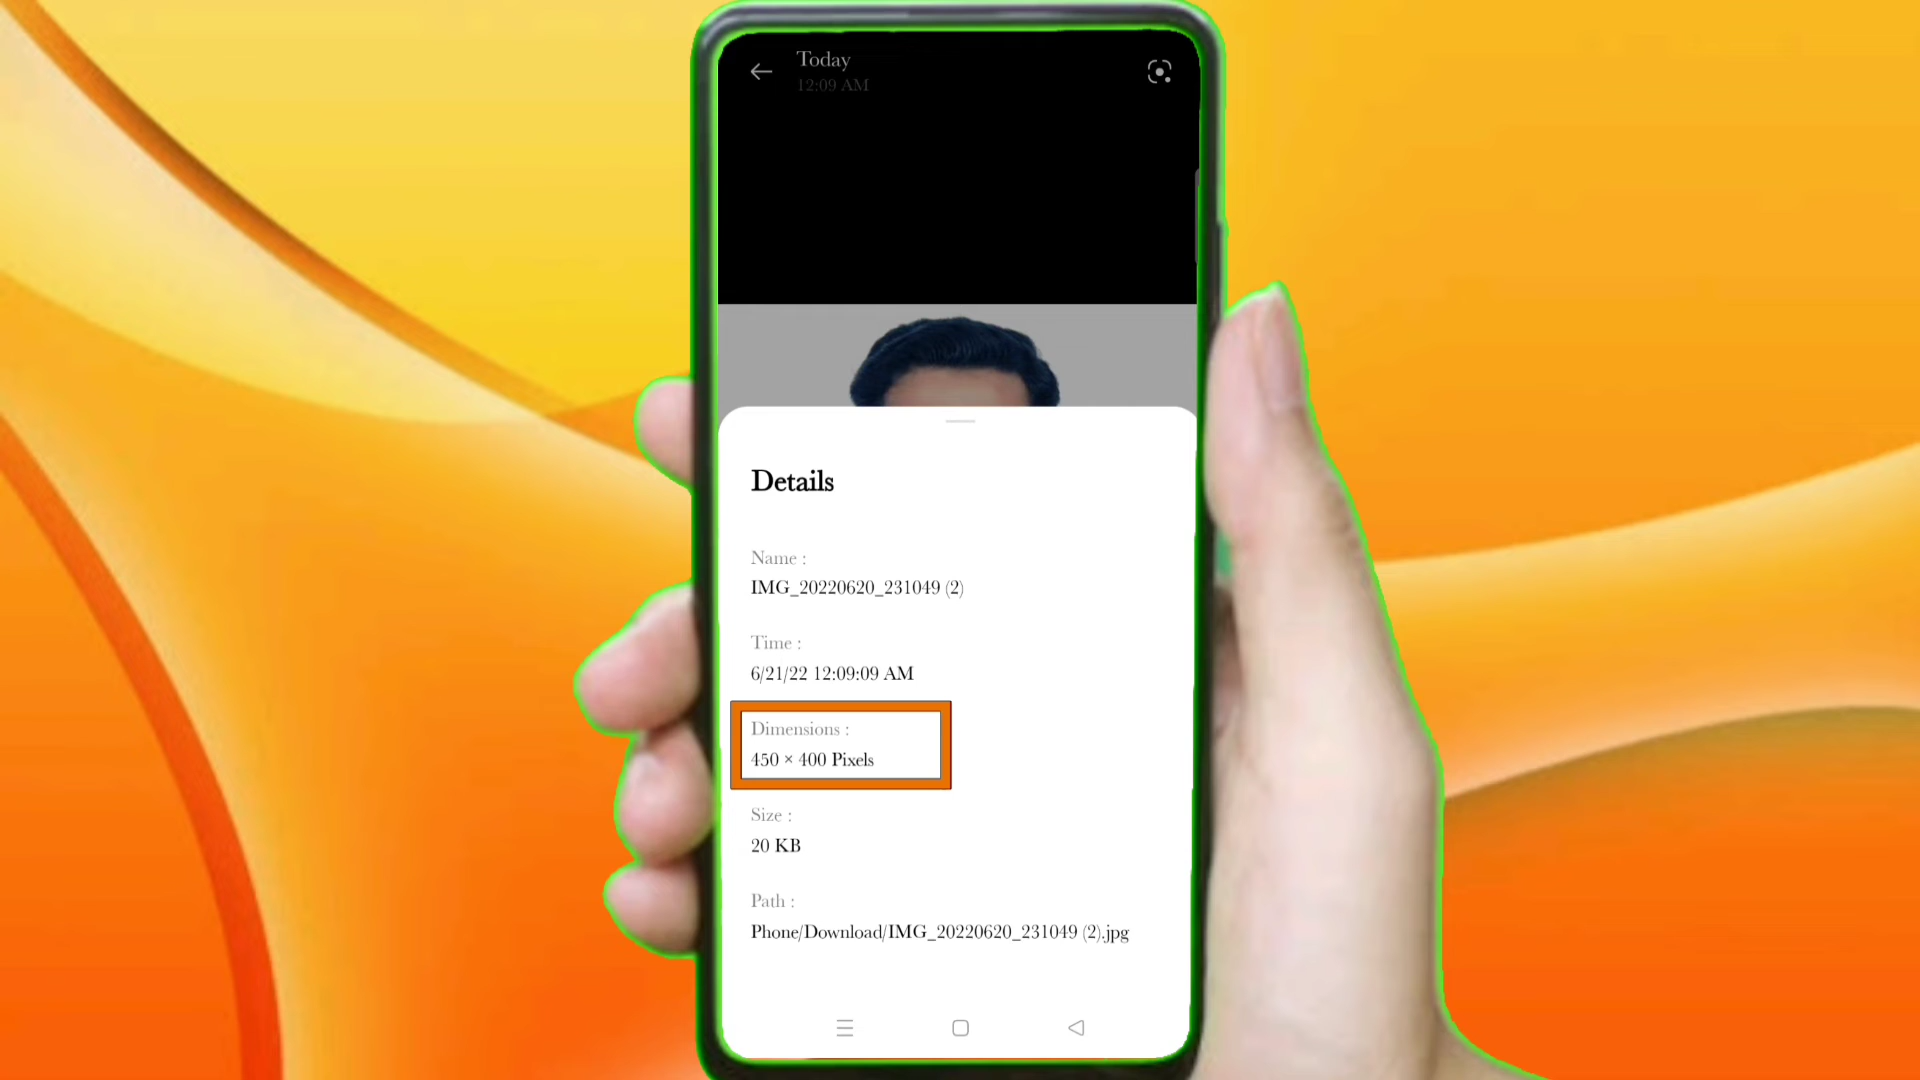 Today
12:09 AM
Details
Name :
IMG_20220620_231049 (2)
Time :
6/21/22 12:09:09 AM
Dimensions :
450 × 400 Pixels
Size :
20 KB
Path :
Phone/Download/IMG_20220620_231049 (2).jpg